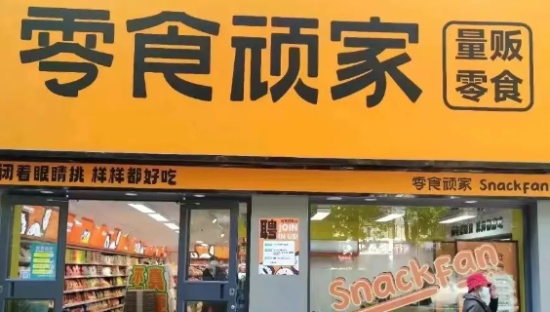 零食顽家
量贩
零食
闭着眼睛挑 样样都好吃
零食顽家 Snackfan
聘
JOIN
IN US!
SnackFan